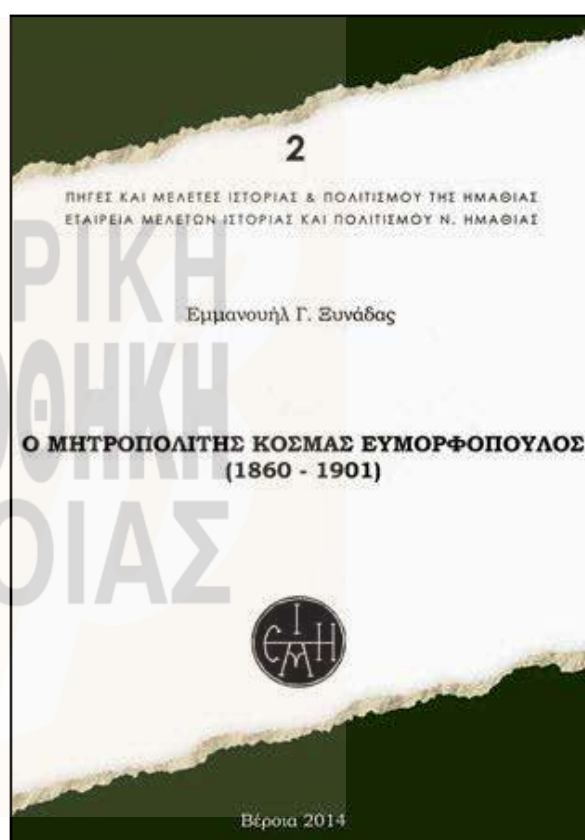 2
ΠΗΓΕΣ ΚΑΙ ΜΕΛΕΤΕΣ ΙΣΤΟΡΙΑΣ & ΠΟΛΙΤΙΣΜΟΥ ΤΗΣ ΗΜΑΘΙΑΣ
ΕΤΑΙΡΕΙΑ ΜΕΛΕΤΩΝ ΙΣΤΟΡΙΑΣ ΚΑΙ ΠΟΛΙΤΙΣΜΟΥ Ν. ΗΜΑΘΙΑΣ
Εμμανουήλ Γ. Ξυνάδας
Ο ΜΗΤΡΟΠΟΛΙΤΗΣ ΚΟΣΜΑΣ ΕΥΜΟΡΦΟΠΟΥΛΟΣ
(1860 - 1901)
Βέροια 2014